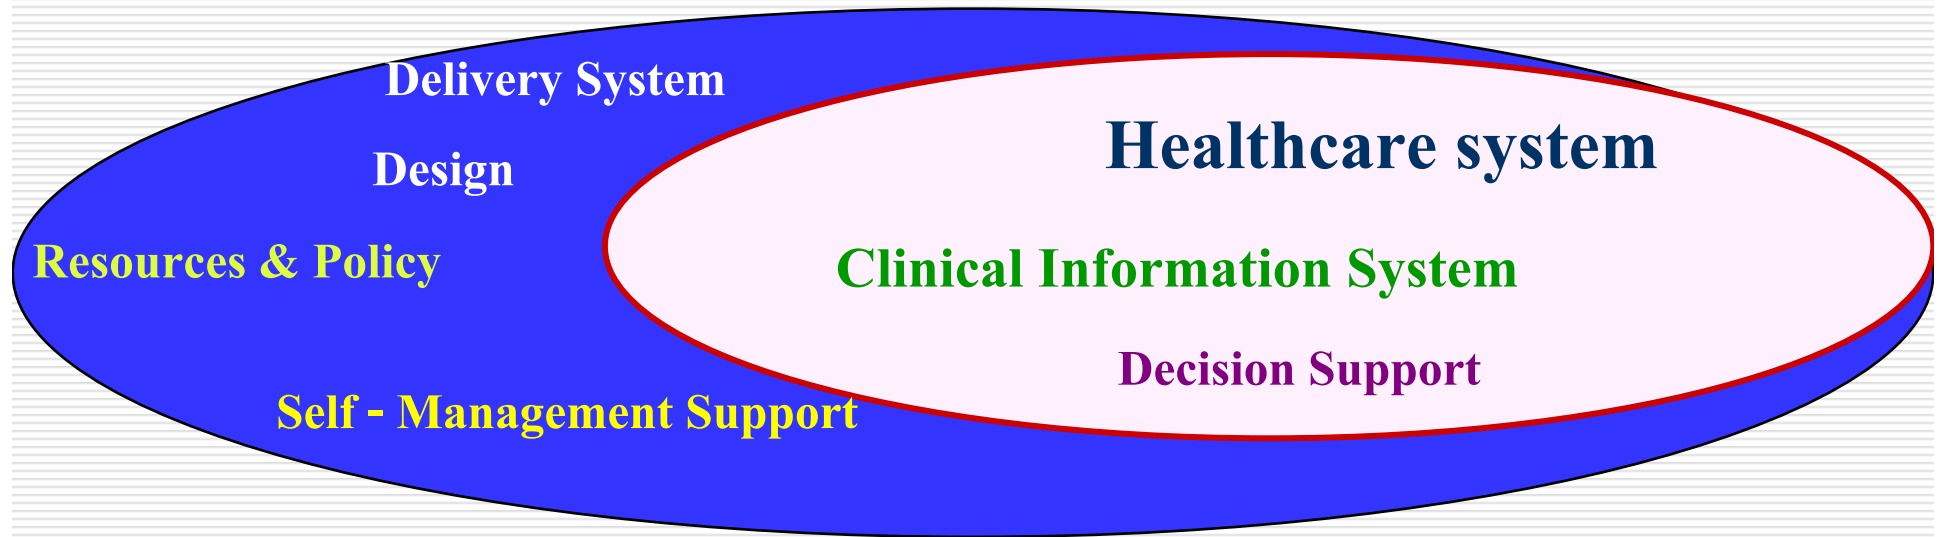 Delivery System
Design
Resources & Policy
Self - Management Support
Healthcare system
Clinical Information System
Decision Support